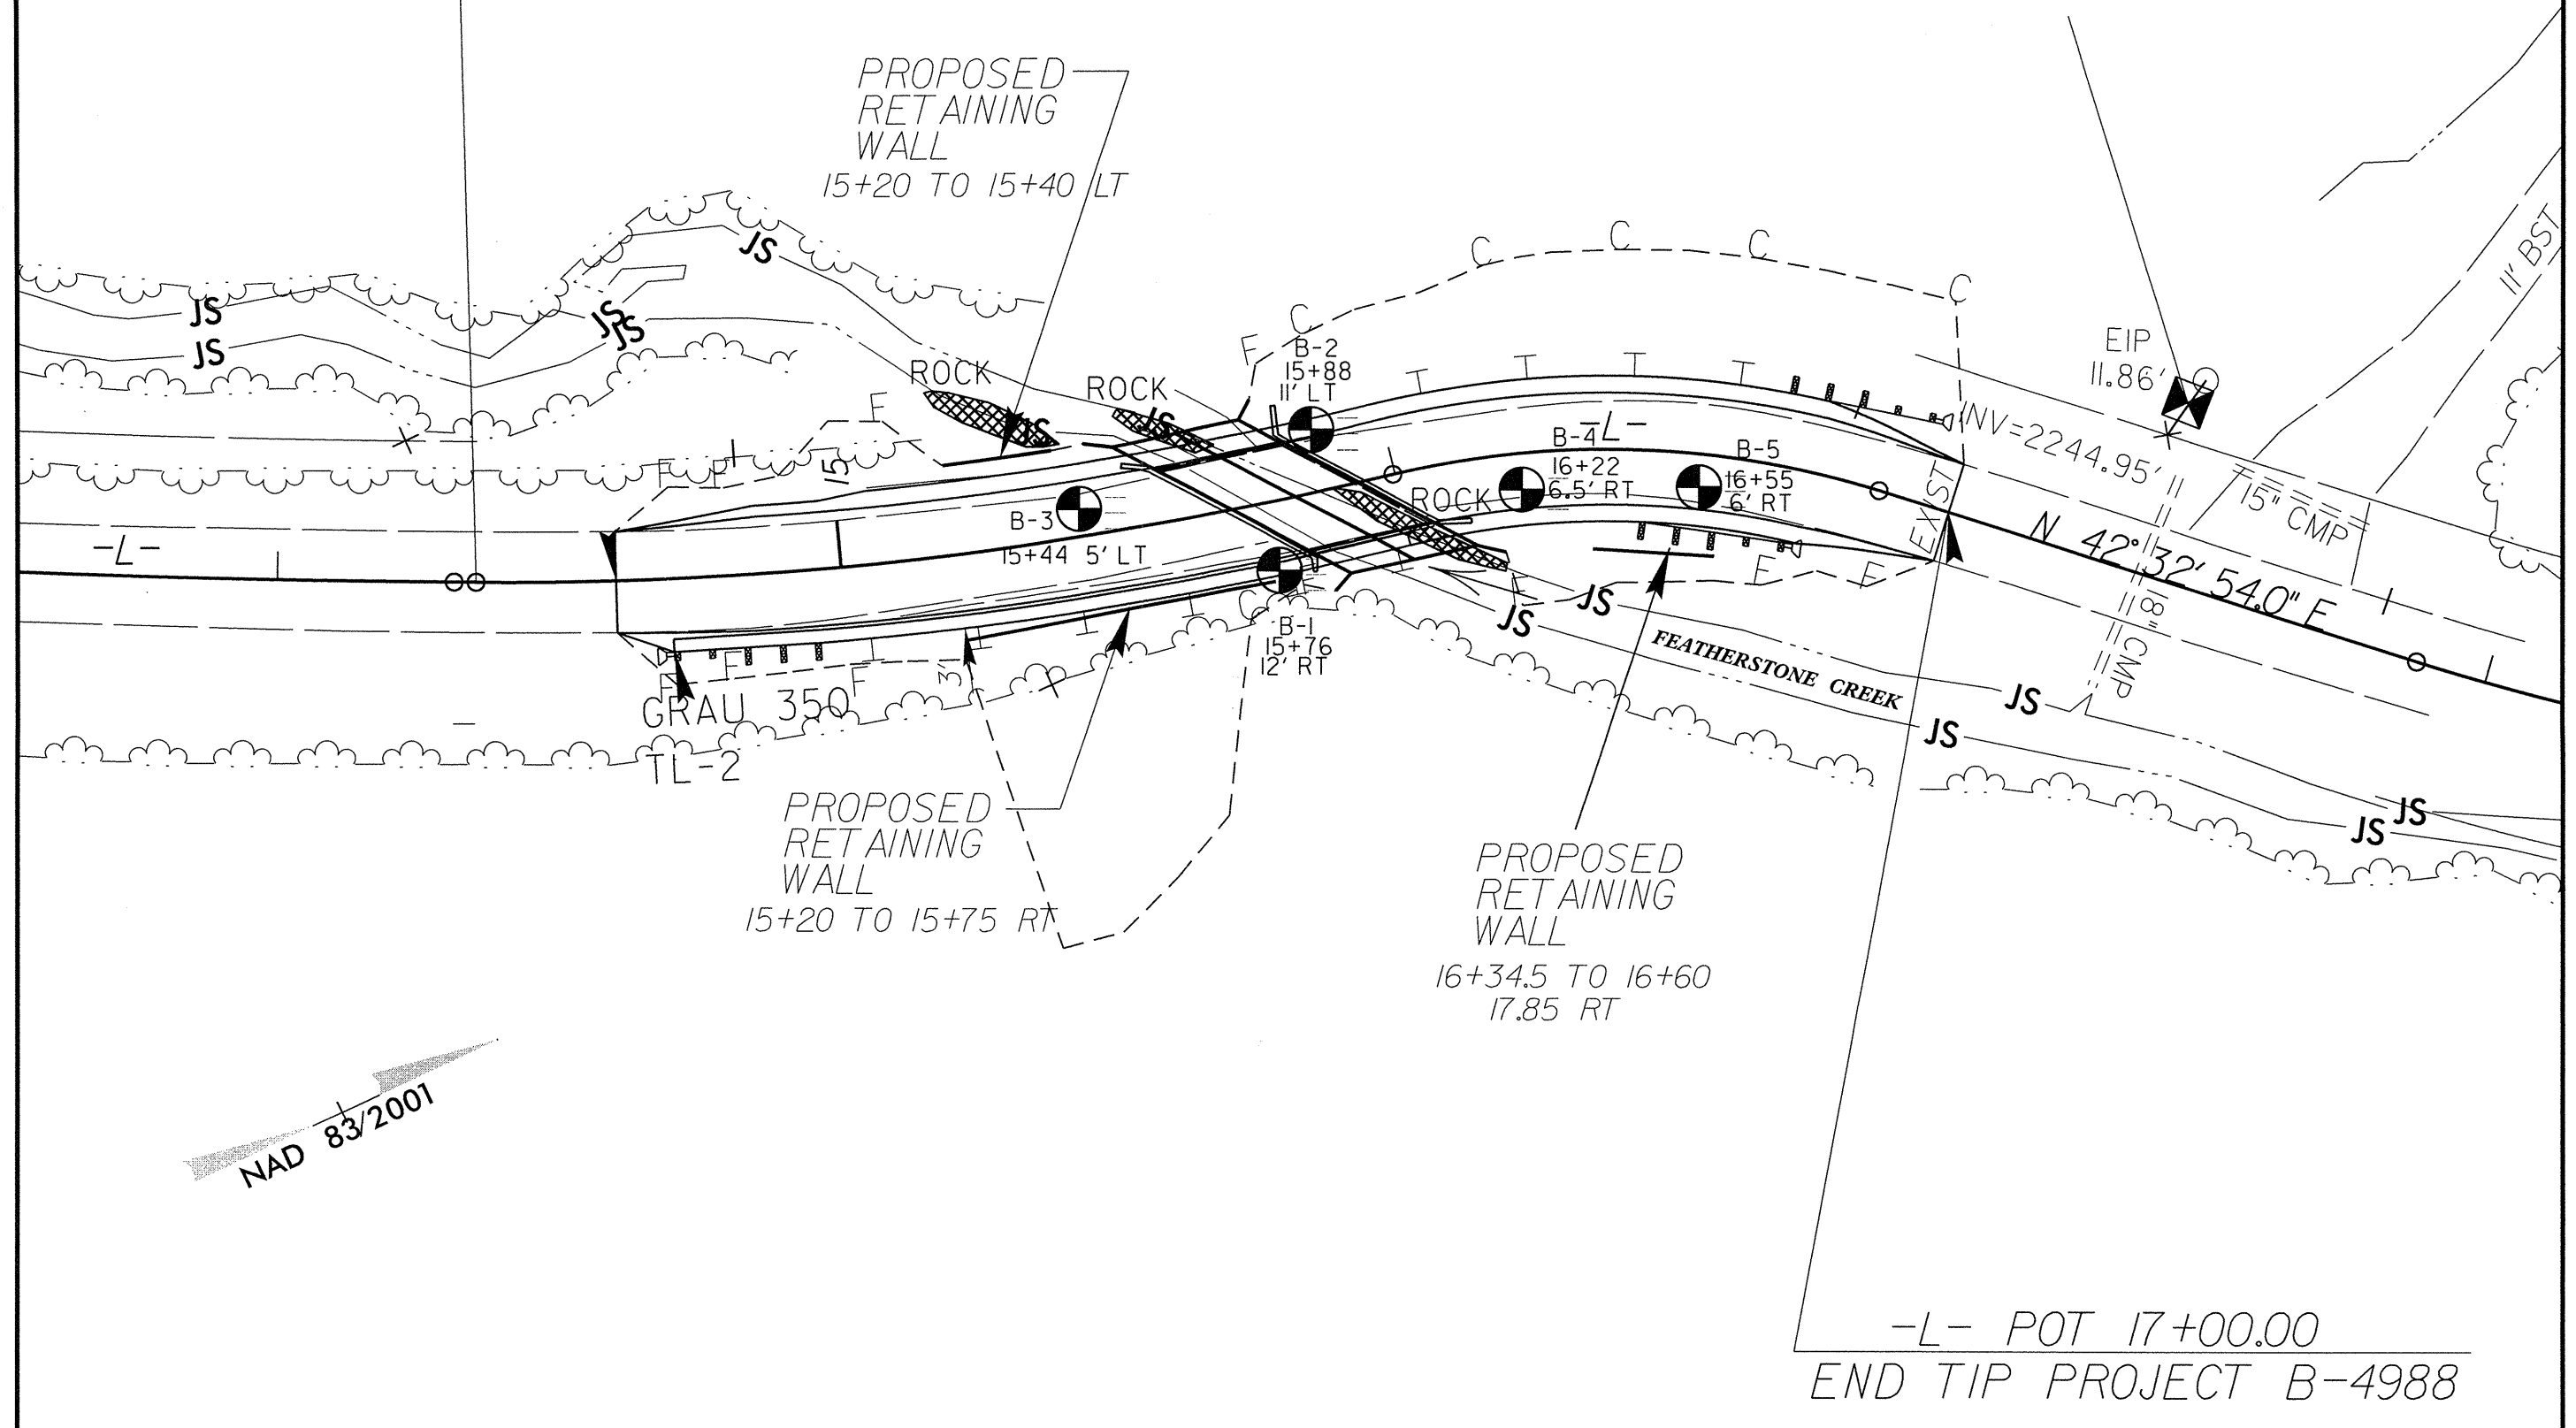 PROPOSED
RETAINING
WALL
15+20 TO 15+40 LT
JS
JS
JS
JS
JS
ROCK
ROCK
JS
JS
F
C
C
C
C
C
F
B-2
15+88
11' LT
EIP
11.86'
11' BST
INV=2244.95'
15" CMP
18" CMP
-L-
B-4
16+22
6.5' RT
B-5
16+55
6' RT
ROCK
EXIST
N 42° 32' 54.0" E
F
F
15
B-3
15+44 5' LT
-L-
C
B-1
15+76
12' RT
F
F
JS
JS
FEATHERSTONE CREEK
JS
JS
JS
JS
F
F
F
3'
GRAU 350
TL-2
PROPOSED
RETAINING
WALL
15+20 TO 15+75 RT
PROPOSED
RETAINING
WALL
16+34.5 TO 16+60
17.85 RT
NAD 83/2001
-L- POT 17+00.00
END TIP PROJECT B-4988